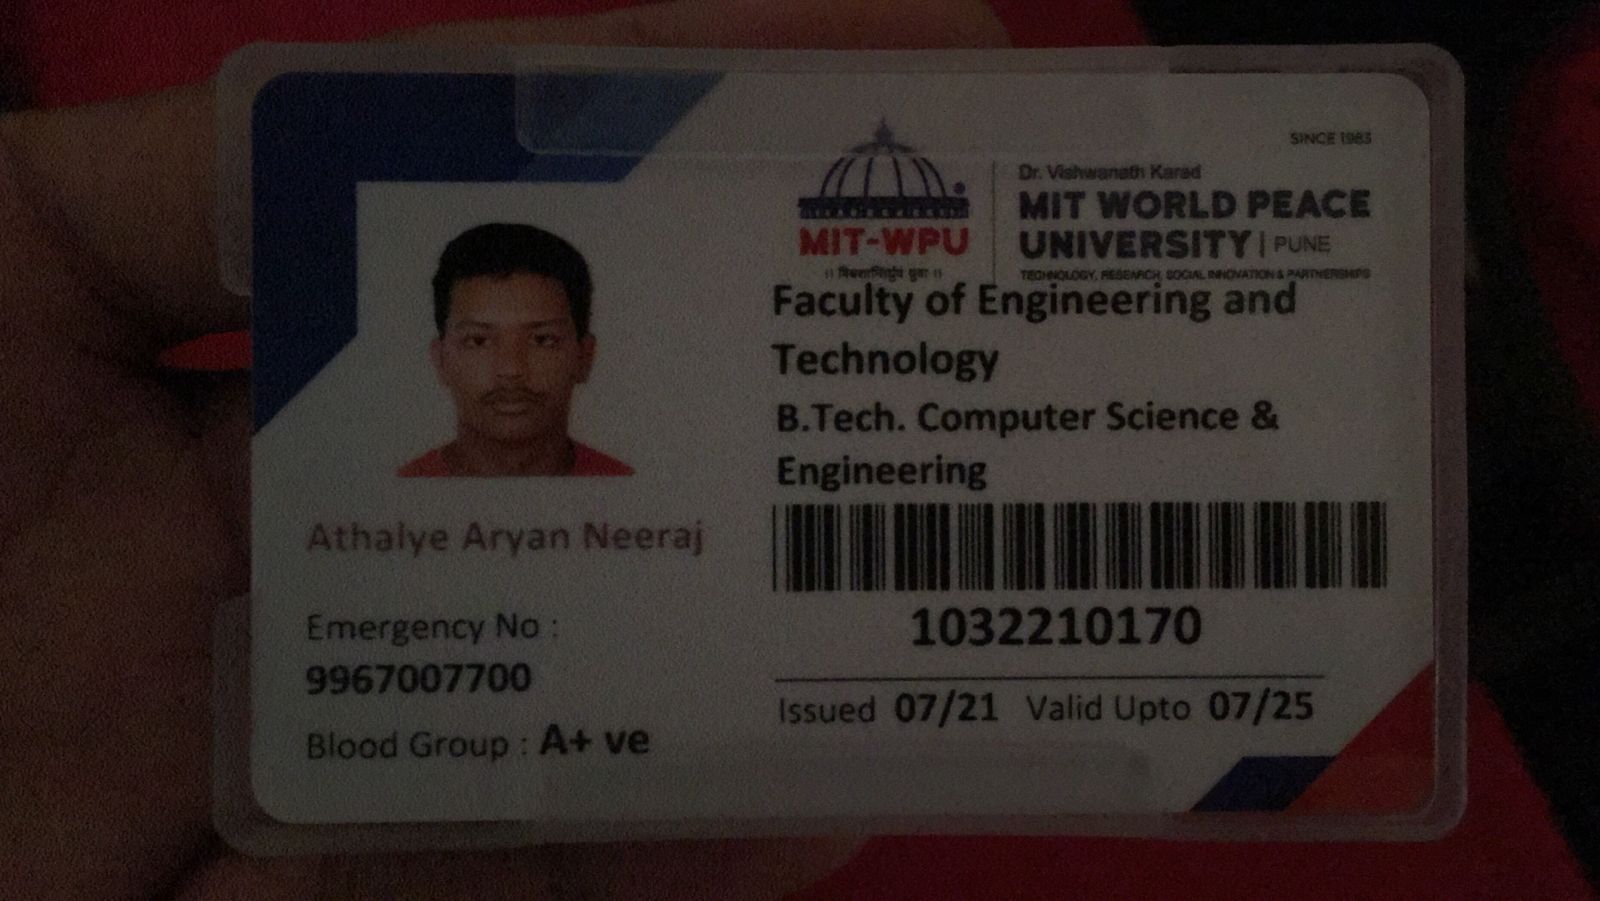 SINCE 1983
Dr. Vishwanath Karad
MIT WORLD PEACE
UNIVERSITY | PUNE
TECHNOLOGY, RESEARCH, SOCIAL INNOVATION & PARTNERSHIPS
MIT-WPU
Faculty of Engineering and
Technology
B.Tech. Computer Science &
Engineering
1032210170
Issued 07/21 Valid Upto 07/25
Athalye Aryan Neeraj
Emergency No :
9967007700
Blood Group : A+ ve